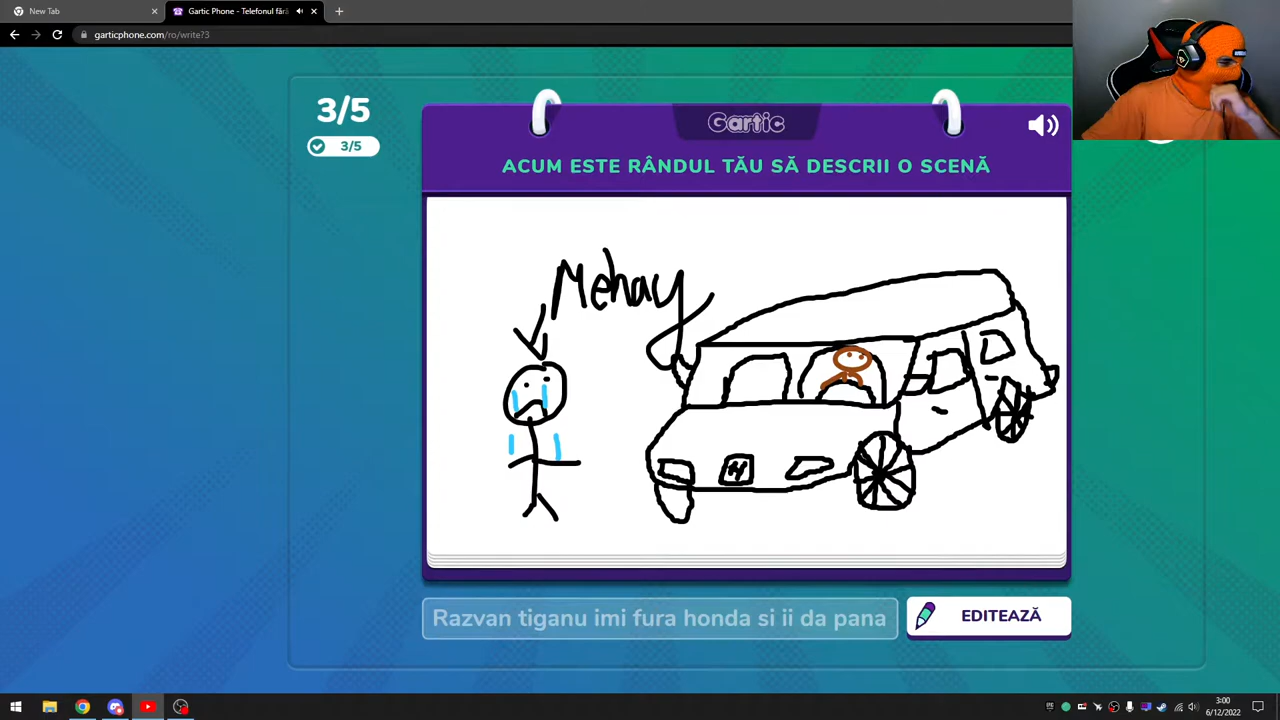 New Tab
Gartic Phone - Telefonul fără
garticphone.com/ro/write?3
3/5
3/5
Gartic
ACUM ESTE RÂNDUL TĂU SĂ DESCRII O SCENĂ
Mehay
H
Razvan tiganu imi fura honda si ii da pana
EDITEAZĂ
3:00
6/12/2022